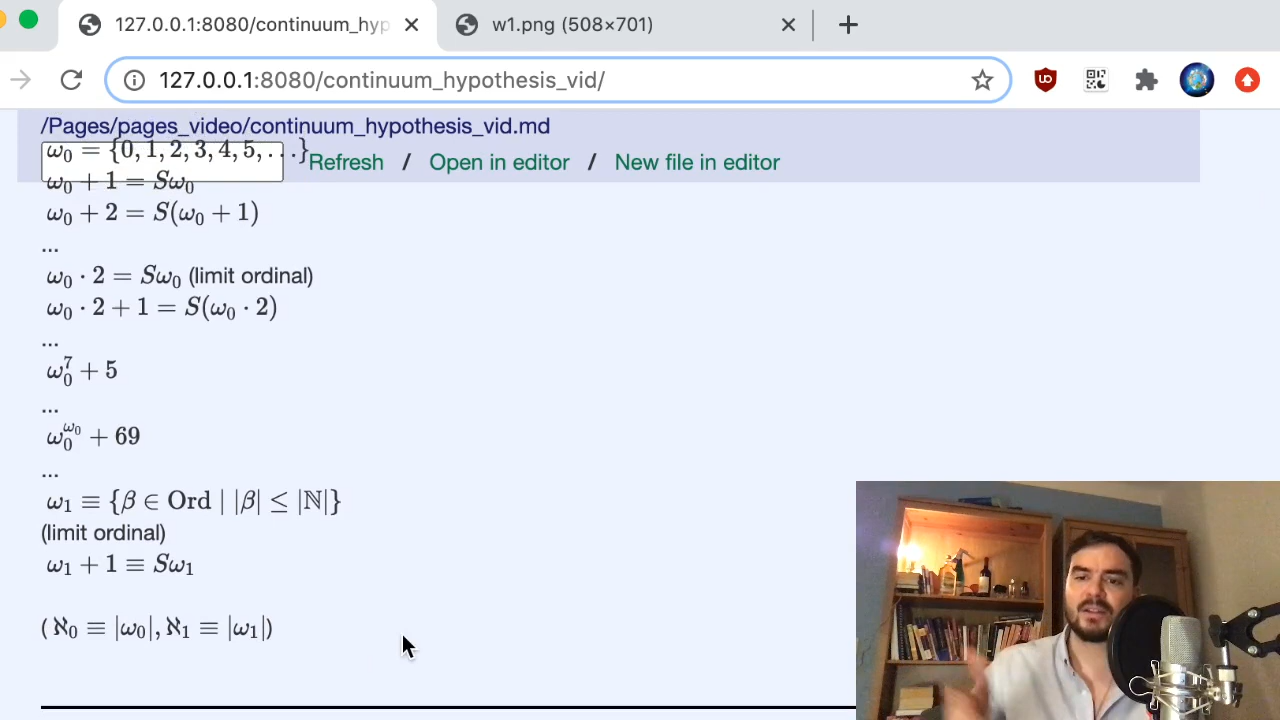 127.0.0.1:8080/continuum_hyp
w1.png (508×701)
127.0.0.1:8080/continuum_hypothesis_vid/
/Pages/pages_video/continuum_hypothesis_vid.md
ω₀ = {0, 1, 2, 3, 4, 5, . . .}
Refresh / Open in editor / New file in editor
ω₀ + 1 = Sω₀
ω₀ + 2 = S(ω₀ + 1)
...
ω₀ · 2 = Sω₀ (limit ordinal)
ω₀ · 2 + 1 = S(ω₀ · 2)
...
ω₀⁷ + 5
...
ω₀^ω₀ + 69
...
ω₁ ≡ {β ∈ Ord | |β| ≤ |ℕ|}
(limit ordinal)
ω₁ + 1 ≡ Sω₁
( ℵ₀ ≡ |ω₀|, ℵ₁ ≡ |ω₁|)